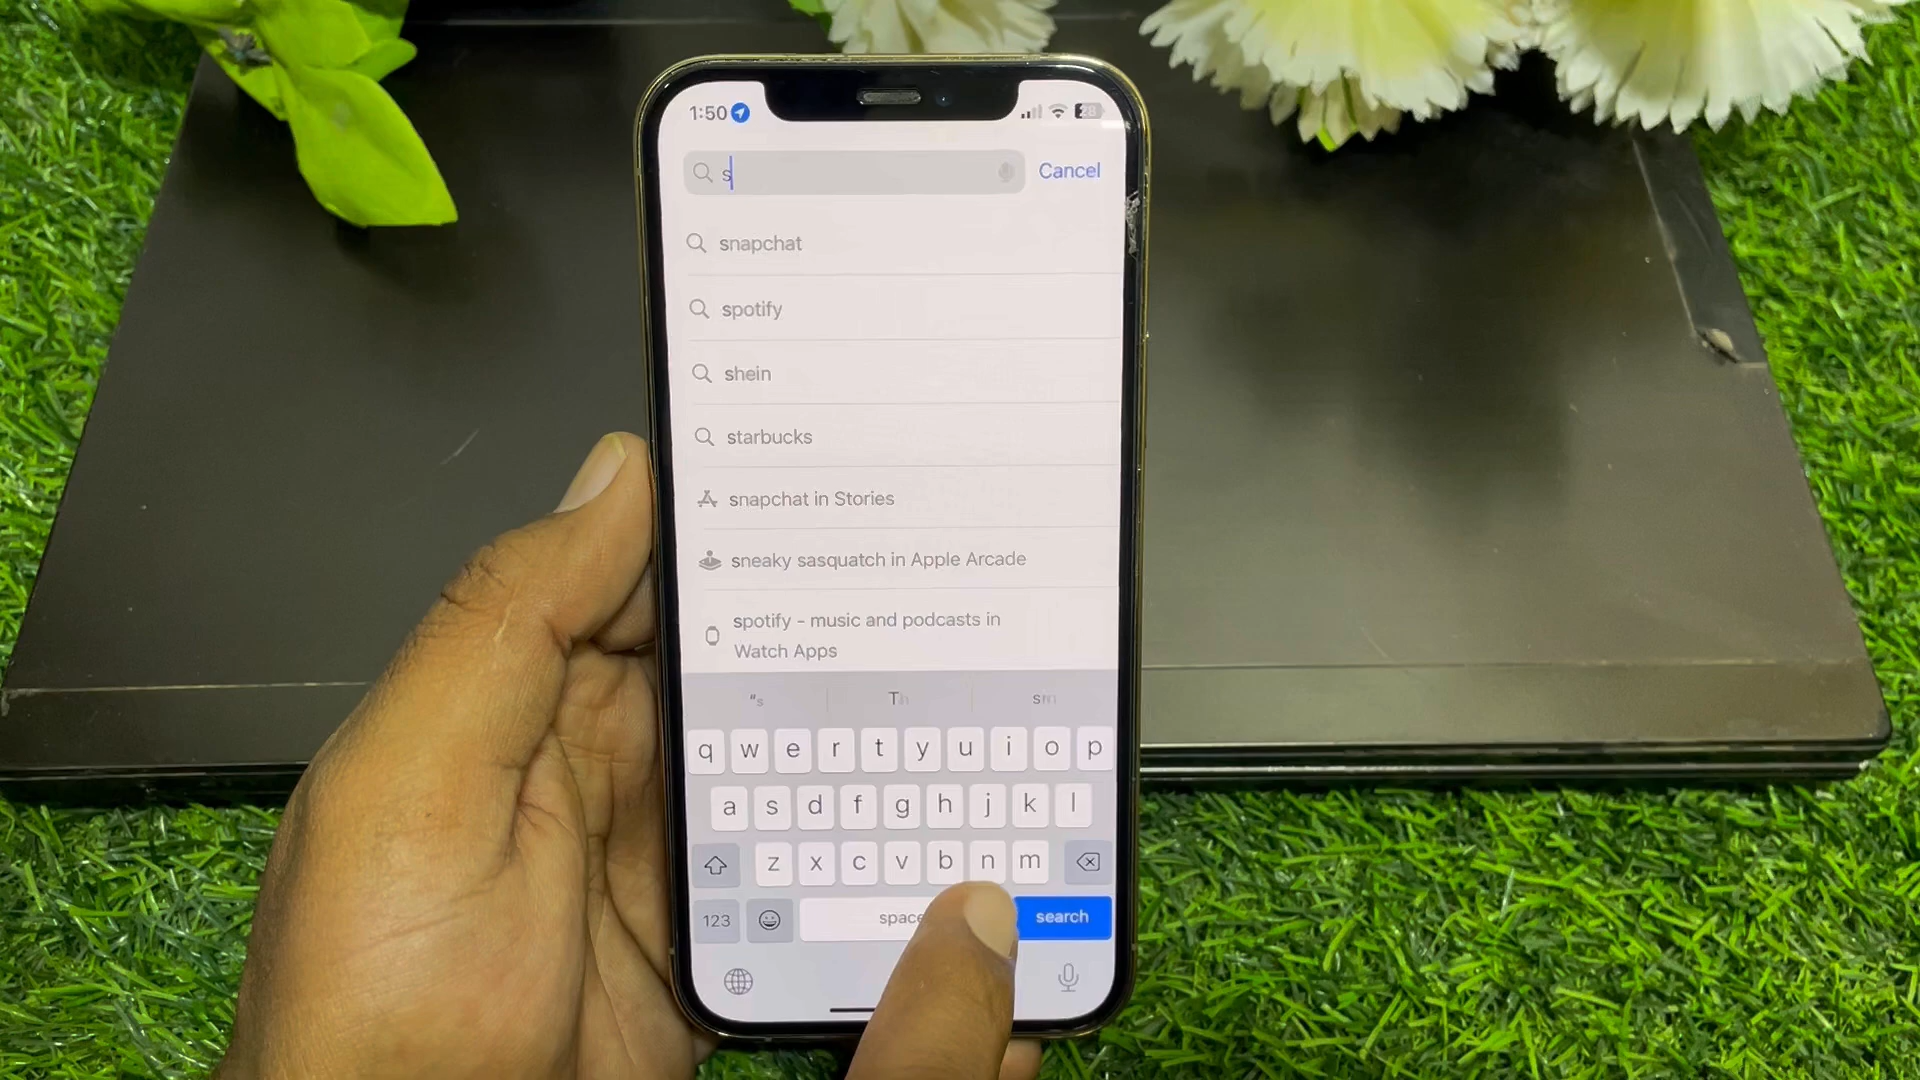 1:50
28
s
Cancel
snapchat
spotify
shein
starbucks
snapchat in Stories
sneaky sasquatch in Apple Arcade
spotify - music and podcasts in
Watch Apps
“s
q w e r t y u i o p
a s d f g h j k l
z x c v b n m
123
space
search